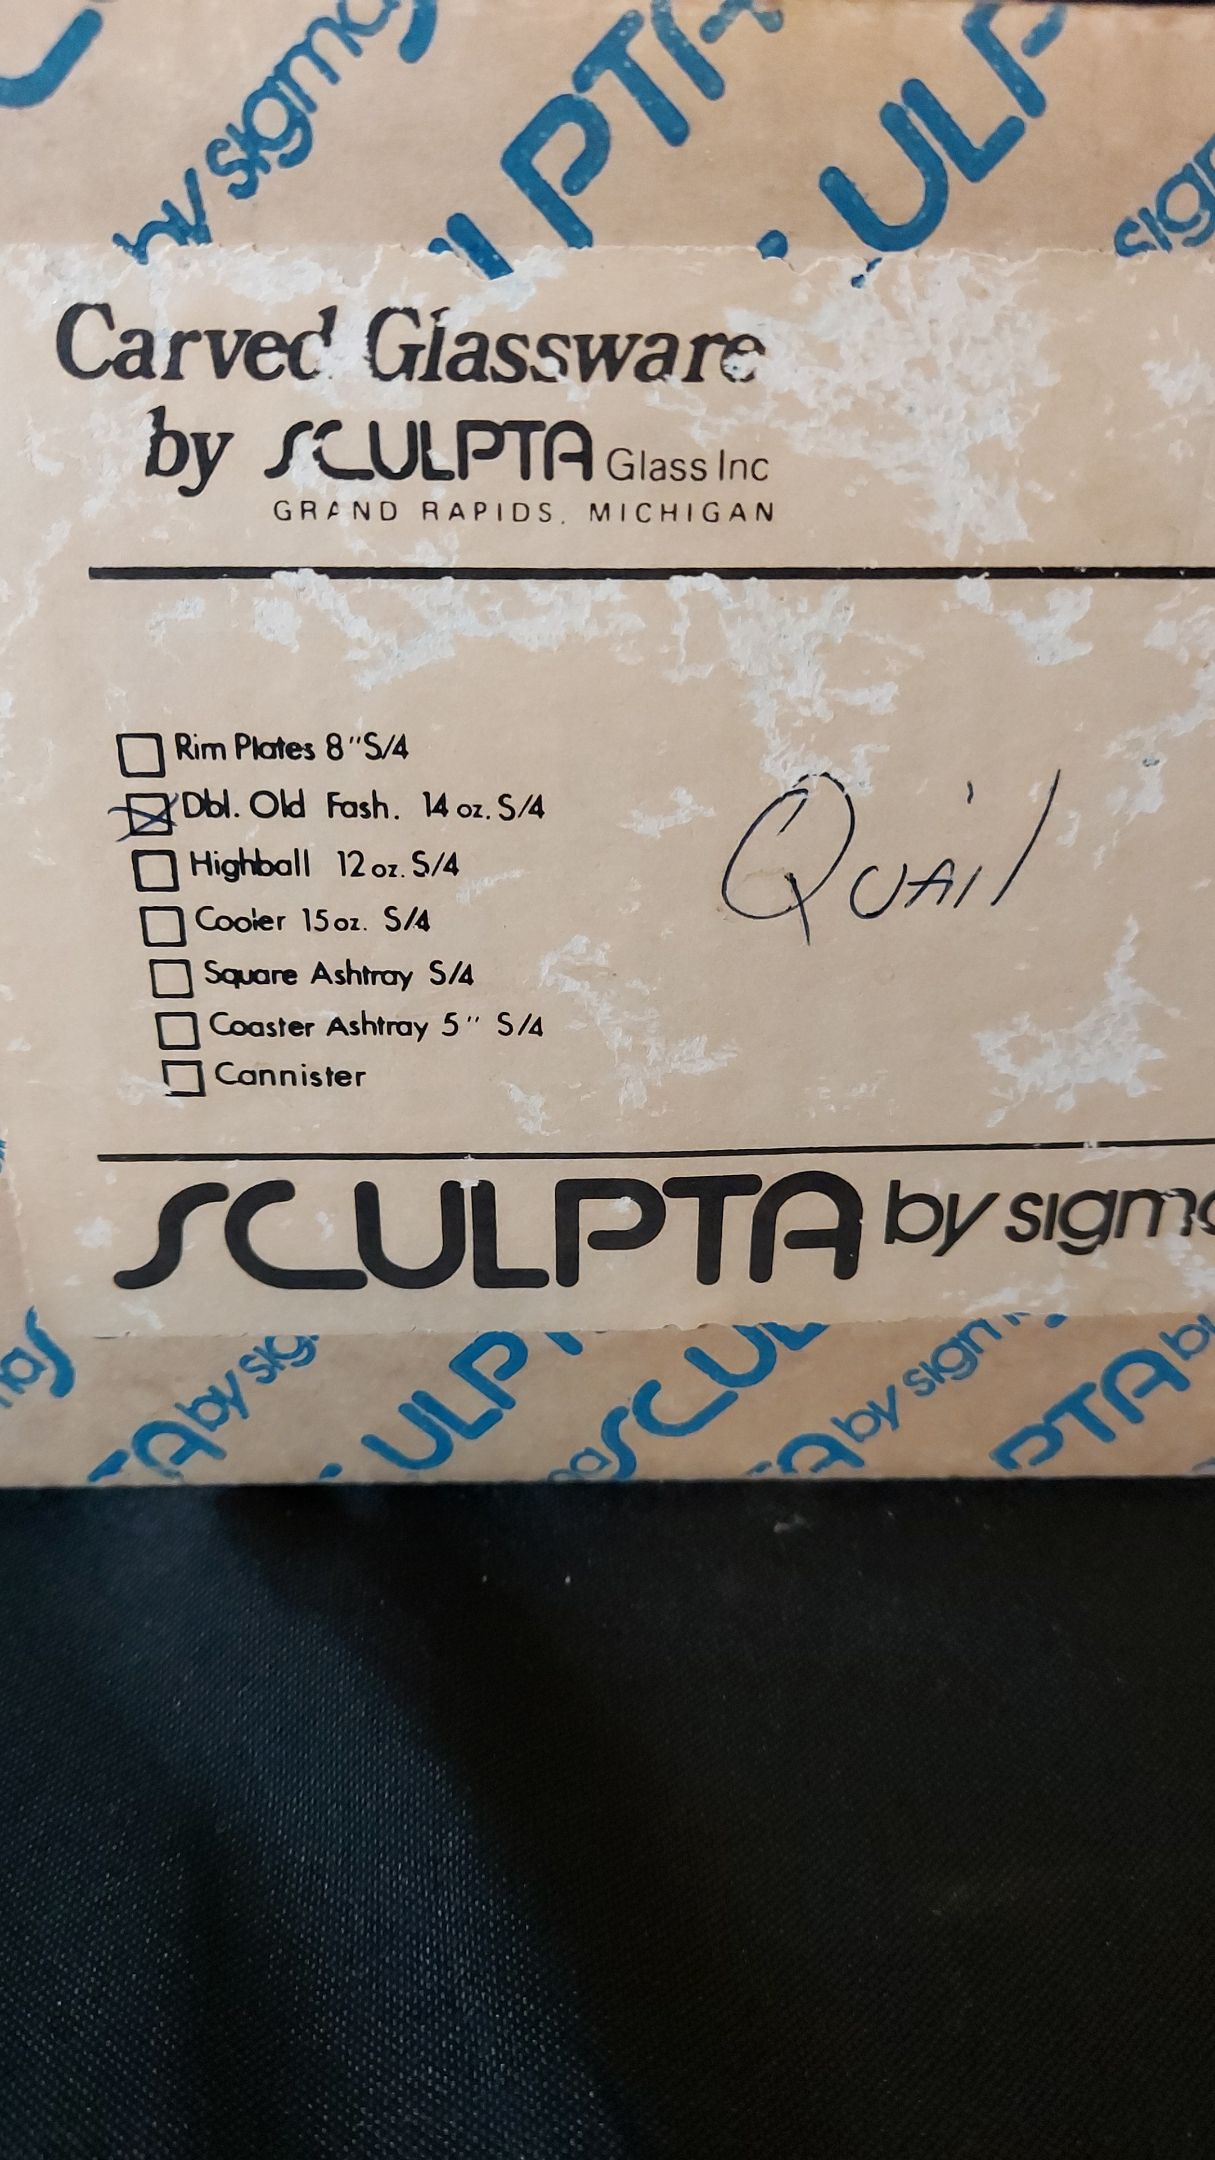 by sigma
Carved Glassware
by SCULPTA Glass Inc
GRAND RAPIDS, MICHIGAN
Rim Plates 8" S/4
Dbl. Old Fash. 14 oz. S/4
Highball 12 oz. S/4
Quail
Cooler 15 oz. S/4
Square Ashtray S/4
Coaster Ashtray 5" S/4
Cannister
SCULPTA by sigma